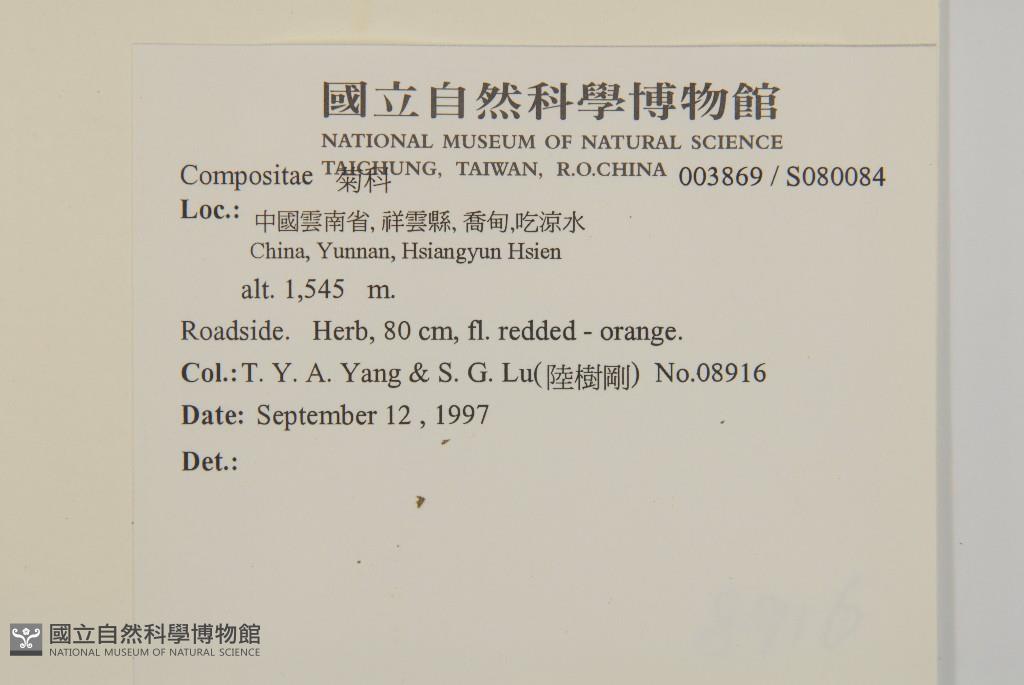 國立自然科學博物館
NATIONAL MUSEUM OF NATURAL SCIENCE
TAICHUNG, TAIWAN, R.O.CHINA
Compositae 菊科 003869 / S080084
Loc.: 中國雲南省, 祥雲縣, 喬甸,吃涼水
China, Yunnan, Hsiangyun Hsien
alt. 1,545 m.
Roadside. Herb, 80 cm, fl. redded - orange.
Col.: T. Y. A. Yang & S. G. Lu(陸樹剛) No.08916
Date: September 12 , 1997
Det.:
國立自然科學博物館
NATIONAL MUSEUM OF NATURAL SCIENCE